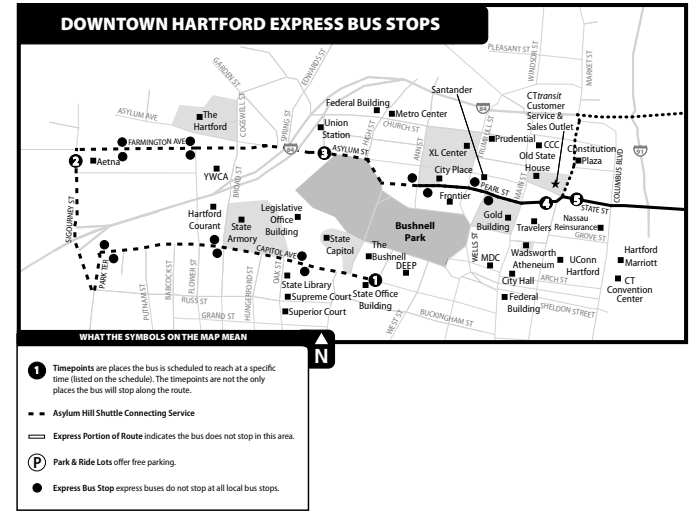 DOWNTOWN HARTFORD EXPRESS BUS STOPS
PLEASANT ST
WINDSOR ST
MARKET ST
GARDEN ST
EDWARD S ST
Santander
CTtransit
Customer
Service &
Sales Outlet
ASYLUM AVE
The
Hartford
COGSWELL ST
SPRING ST
Federal Building
Metro Center
84
HIGH ST
CHURCH ST
TRUMBULL ST
Union
Station
ANN ST
Prudential
CCC
XL Center
Old State
House
Constitution
Plaza
FARMINGTON AVE
84
3
ASYLUM ST
91
2
Aetna
YWCA
BROAD ST
City Place
PEARL ST
MAIN ST
COLUMBUS BLVD
Frontier
4
5
STATE ST
SIGOURNEY ST
Hartford
Courant
State
Armory
Legislative
Office
Building
Bushnell
Park
Gold
Building
Travelers
Nassau
Reinsurance
GROVE ST
State
Capitol
The
Bushnell
WELLS ST
CAPITOL AVE
DEEP
MDC
Wadsworth
Atheneum
UConn
Hartford
Hartford
Marriott
PARK TER
PUTNAM ST
BABCOCK ST
FLOWER ST
HUNGERFORD ST
OAK ST
1
City Hall
ARCH ST
CT
Convention
Center
State Library
Supreme Court
Superior Court
State Office
Building
RUSS ST
GRAND ST
WEST ST
BUCKINGHAM ST
Federal
Building
SHELDON STREET
N
WHAT THE SYMBOLS ON THE MAP MEAN
1
Timepoints are places the bus is scheduled to reach at a specific
time (listed on the schedule). The timepoints are not the only
places the bus will stop along the route.
Asylum Hill Shuttle Connecting Service
Express Portion of Route indicates the bus does not stop in this area.
P
Park & Ride Lots offer free parking.
Express Bus Stop express buses do not stop at all local bus stops.